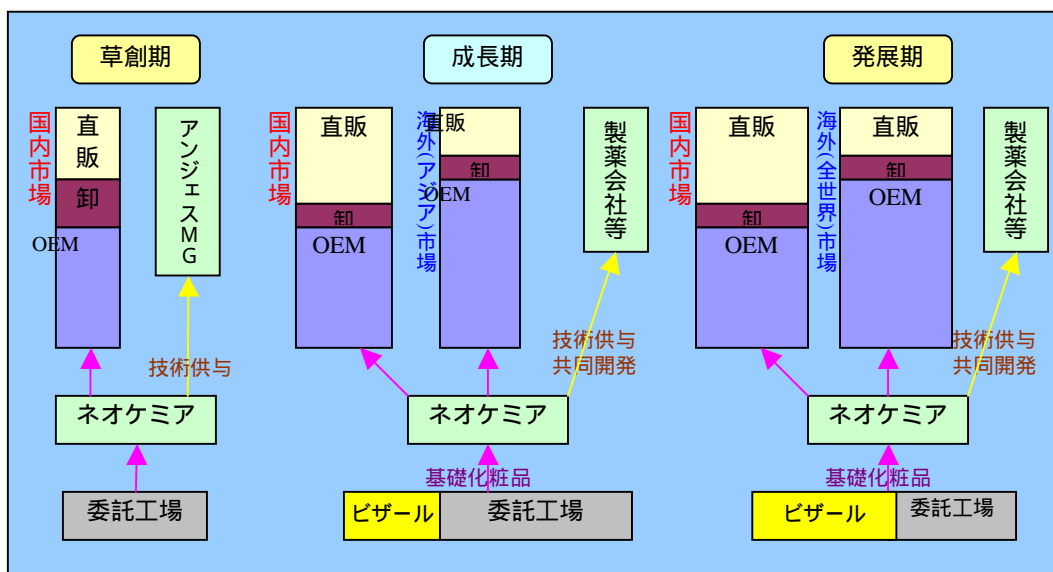 草創期
国内市場
直
販
卸
OEM
アンジェスMG
技術供与
ネオケミア
委託工場
成長期
国内市場
直販
卸
OEM
海外(アジア)市場
直販
卸
OEM
製薬会社等
技術供与
共同開発
ネオケミア
基礎化粧品
ビザール
委託工場
発展期
国内市場
直販
卸
OEM
海外(全世界)市場
直販
卸
OEM
製薬会社等
技術供与
共同開発
ネオケミア
基礎化粧品
ビザール
委託工場